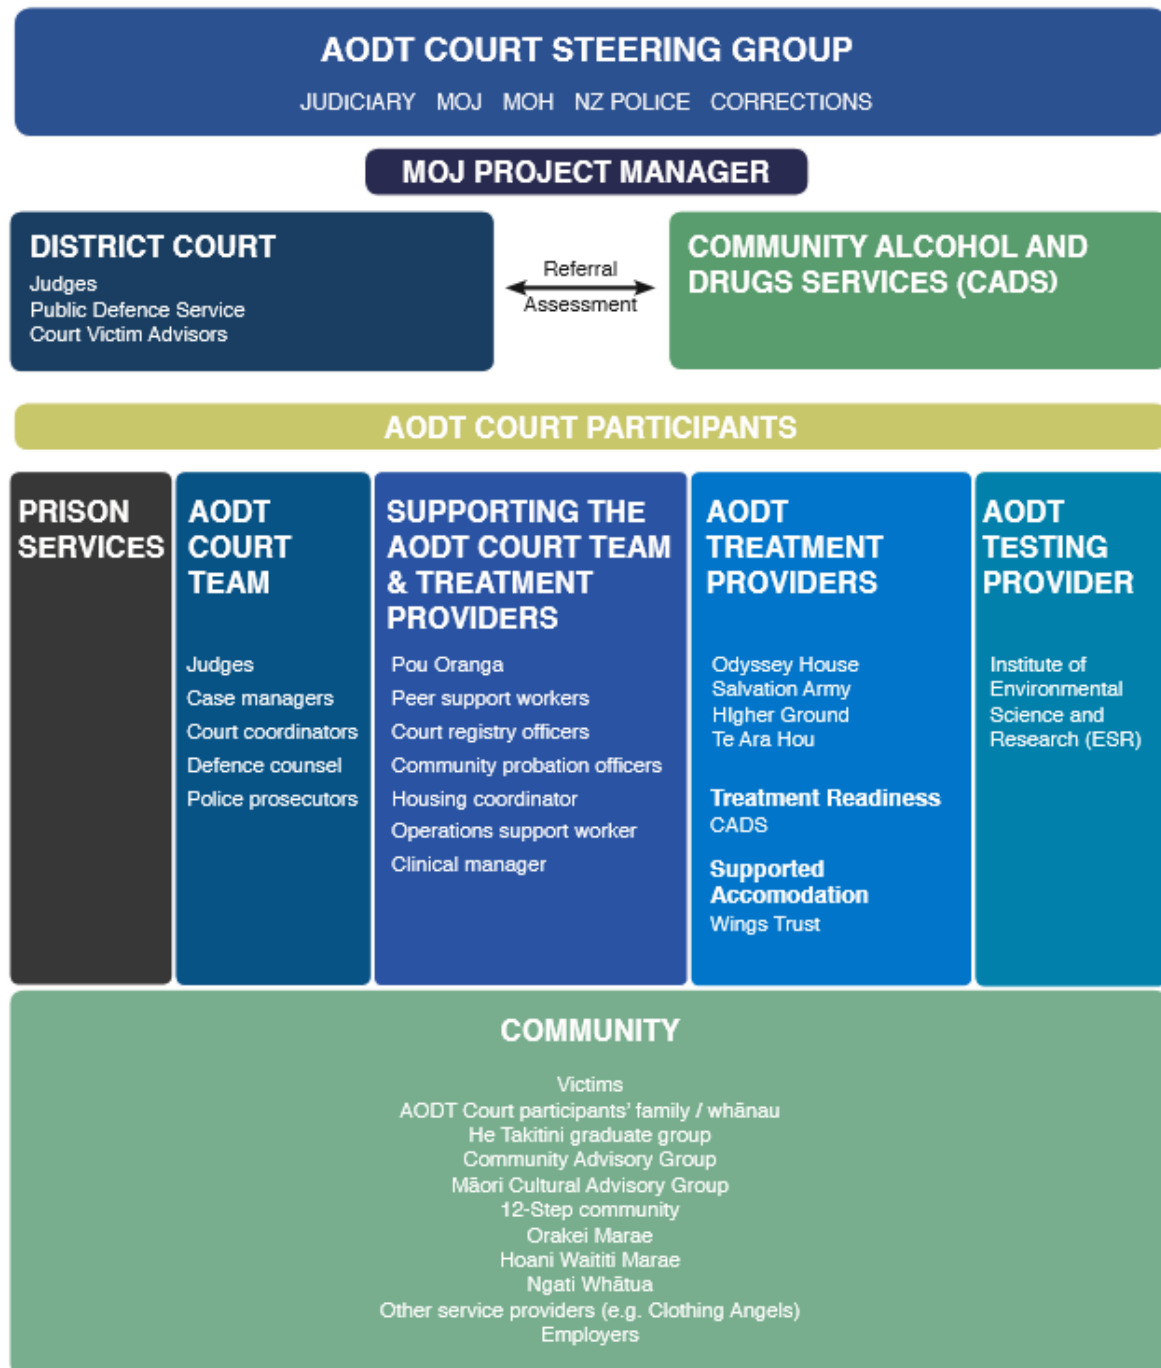 AODT COURT STEERING GROUP
JUDICIARY MOJ MOH NZ POLICE CORRECTIONS
MOJ PROJECT MANAGER
DISTRICT COURT
Judges
Public Defence Service
Court Victim Advisors
Referral
Assessment
COMMUNITY ALCOHOL AND
DRUGS SERVICES (CADS)
AODT COURT PARTICIPANTS
PRISON
SERVICES
AODT
COURT
TEAM
Judges
Case managers
Court coordinators
Defence counsel
Police prosecutors
SUPPORTING THE
AODT COURT TEAM
& TREATMENT
PROVIDERS
Pou Oranga
Peer support workers
Court registry officers
Community probation officers
Housing coordinator
Operations support worker
Clinical manager
AODT
TREATMENT
PROVIDERS
Odyssey House
Salvation Army
HIgher Ground
Te Ara Hou
Treatment Readiness
CADS
Supported
Accomodation
Wings Trust
AODT
TESTING
PROVIDER
Institute of
Environmental
Science and
Research (ESR)
COMMUNITY
Victims
AODT Court participants' family / whānau
He Takitini graduate group
Community Advisory Group
Māori Cultural Advisory Group
12-Step community
Orakei Marae
Hoani Waititi Marae
Ngati Whātua
Other service providers (e.g. Clothing Angels)
Employers